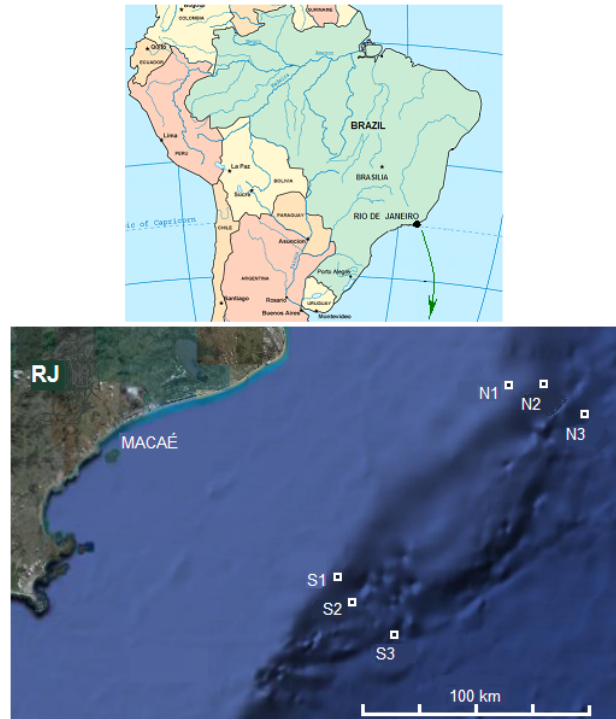 SURINAME
COLOMBIA
Quito
ECUADOR
Madeira
Lima
PERU
BRAZIL
BRASILIA
La Paz
BOLIVIA
Sucre
RIO DE JANEIRO
ic of Capricorn
PARAGUAY
CHILE
Asuncion
ARGENTINA
Porto Alegre
Santiago
Rosario
URUGUAY
Buenos Aires
Montevideo
RJ
MACAÉ
N1
N2
N3
S1
S2
S3
100 km